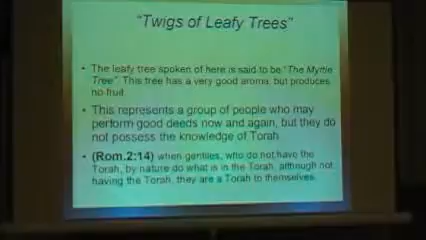 "Twigs of Leafy Trees"
• The leafy tree spoken of here is said to be "The Myrtle
Tree". This tree has a very good aroma, but produces
no fruit.
• This represents a group of people who may
perform good deeds now and again, but they do
not possess the knowledge of Torah.
• (Rom.2:14) when gentiles, who do not have the
Torah, by nature do what is in the Torah, although not
having the Torah, they are a Torah to themselves.